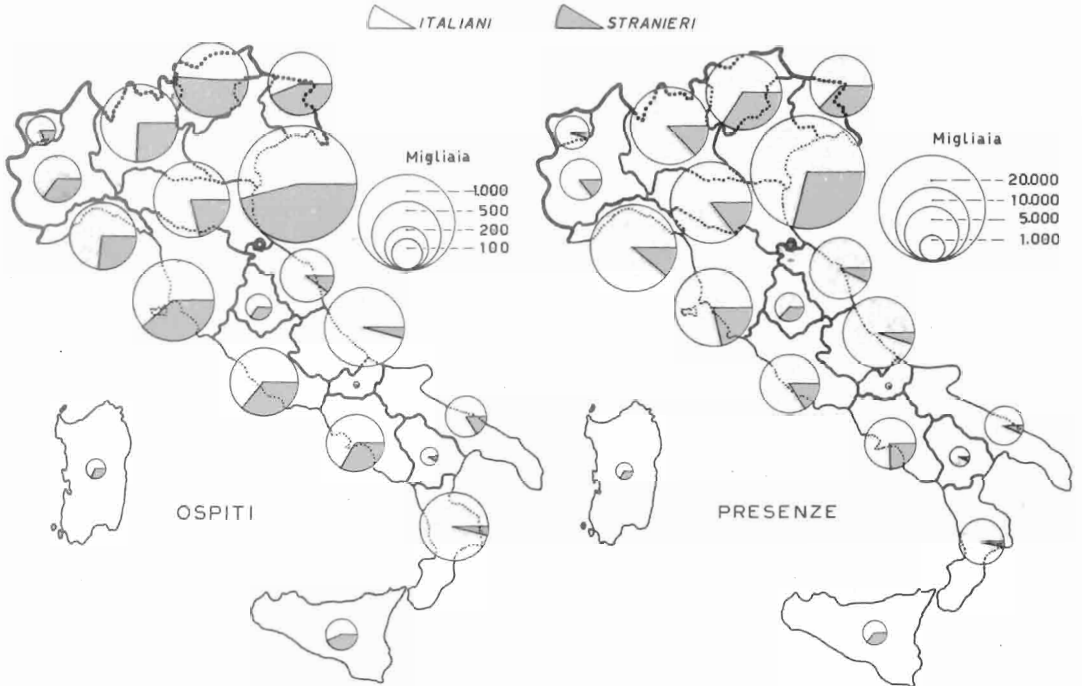 ITALIANI
STRANIERI
Migliaia
1.000
500
200
100
OSPITI
Migliaia
20.000
10.000
5.000
1.000
PRESENZE